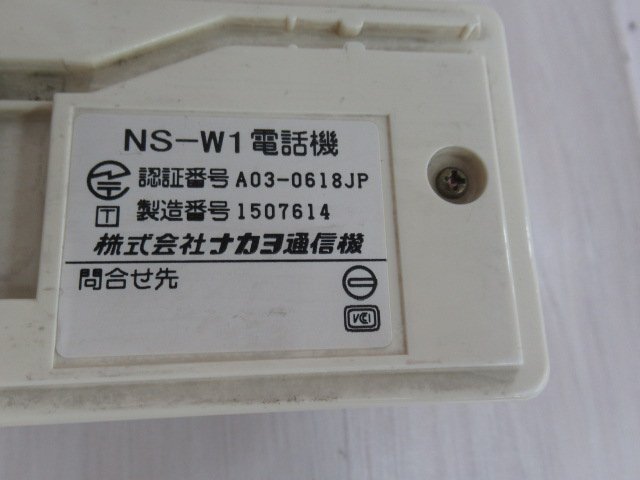 NS-W1電話機
認証番号 A03-0618JP
T 製造番号 1507614
株式会社ナカヨ通信機
問合せ先
VCI